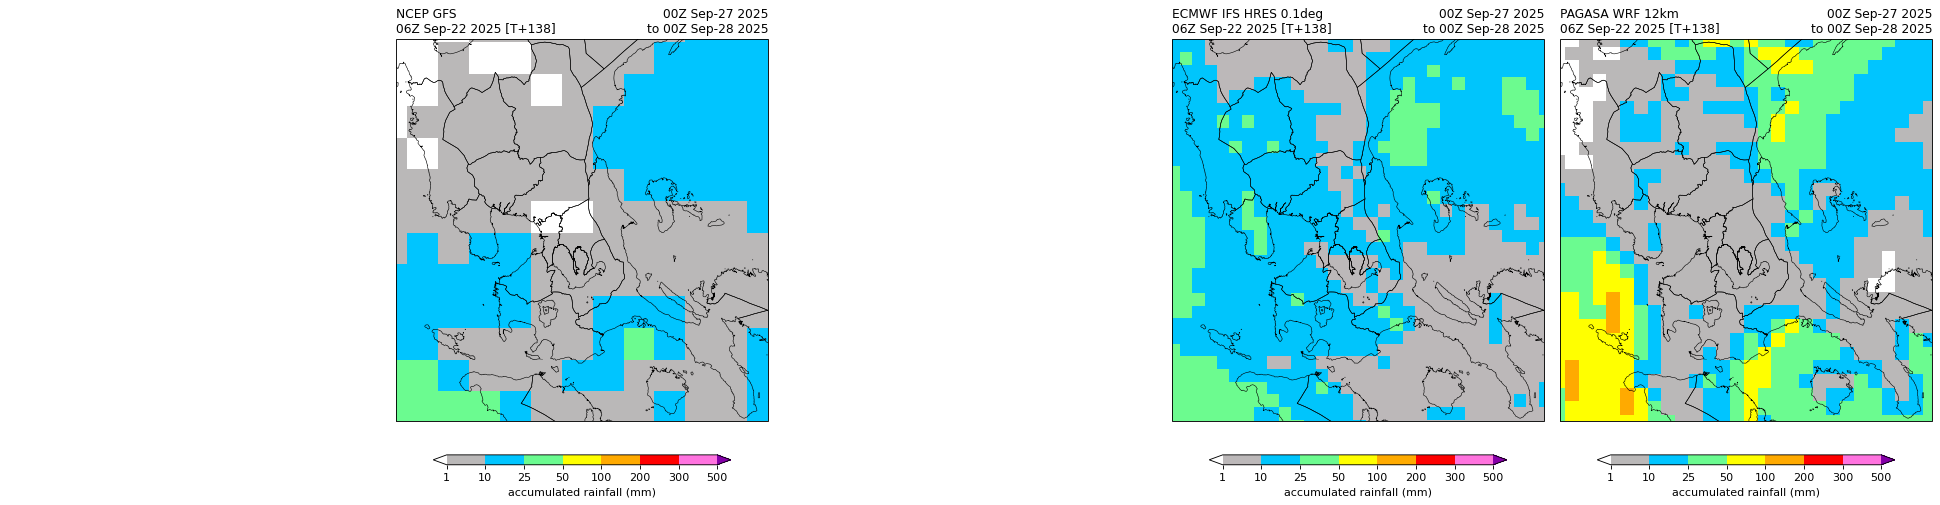 NCEP GFS 00Z Sep-27 2025
06Z Sep-22 2025 [T+138] to 00Z Sep-28 2025
1 10 25 50 100 200 300 500
accumulated rainfall (mm)
ECMWF IFS HRES 0.1deg 00Z Sep-27 2025
06Z Sep-22 2025 [T+138] to 00Z Sep-28 2025
1 10 25 50 100 200 300 500
accumulated rainfall (mm)
PAGASA WRF 12km 00Z Sep-27 2025
06Z Sep-22 2025 [T+138] to 00Z Sep-28 2025
1 10 25 50 100 200 300 500
accumulated rainfall (mm)